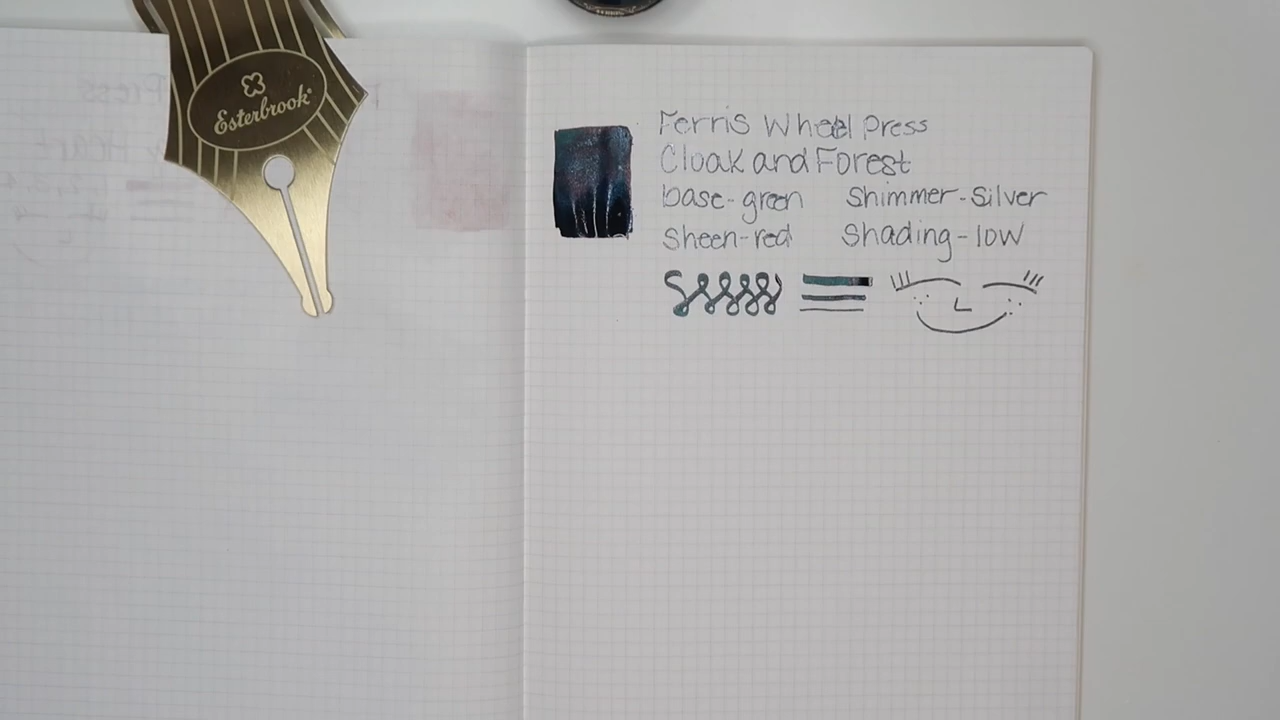 Esterbrook
Ferris Wheel Press
Cloak and Forest
base-green Shimmer-Silver
Sheen-red Shading-low